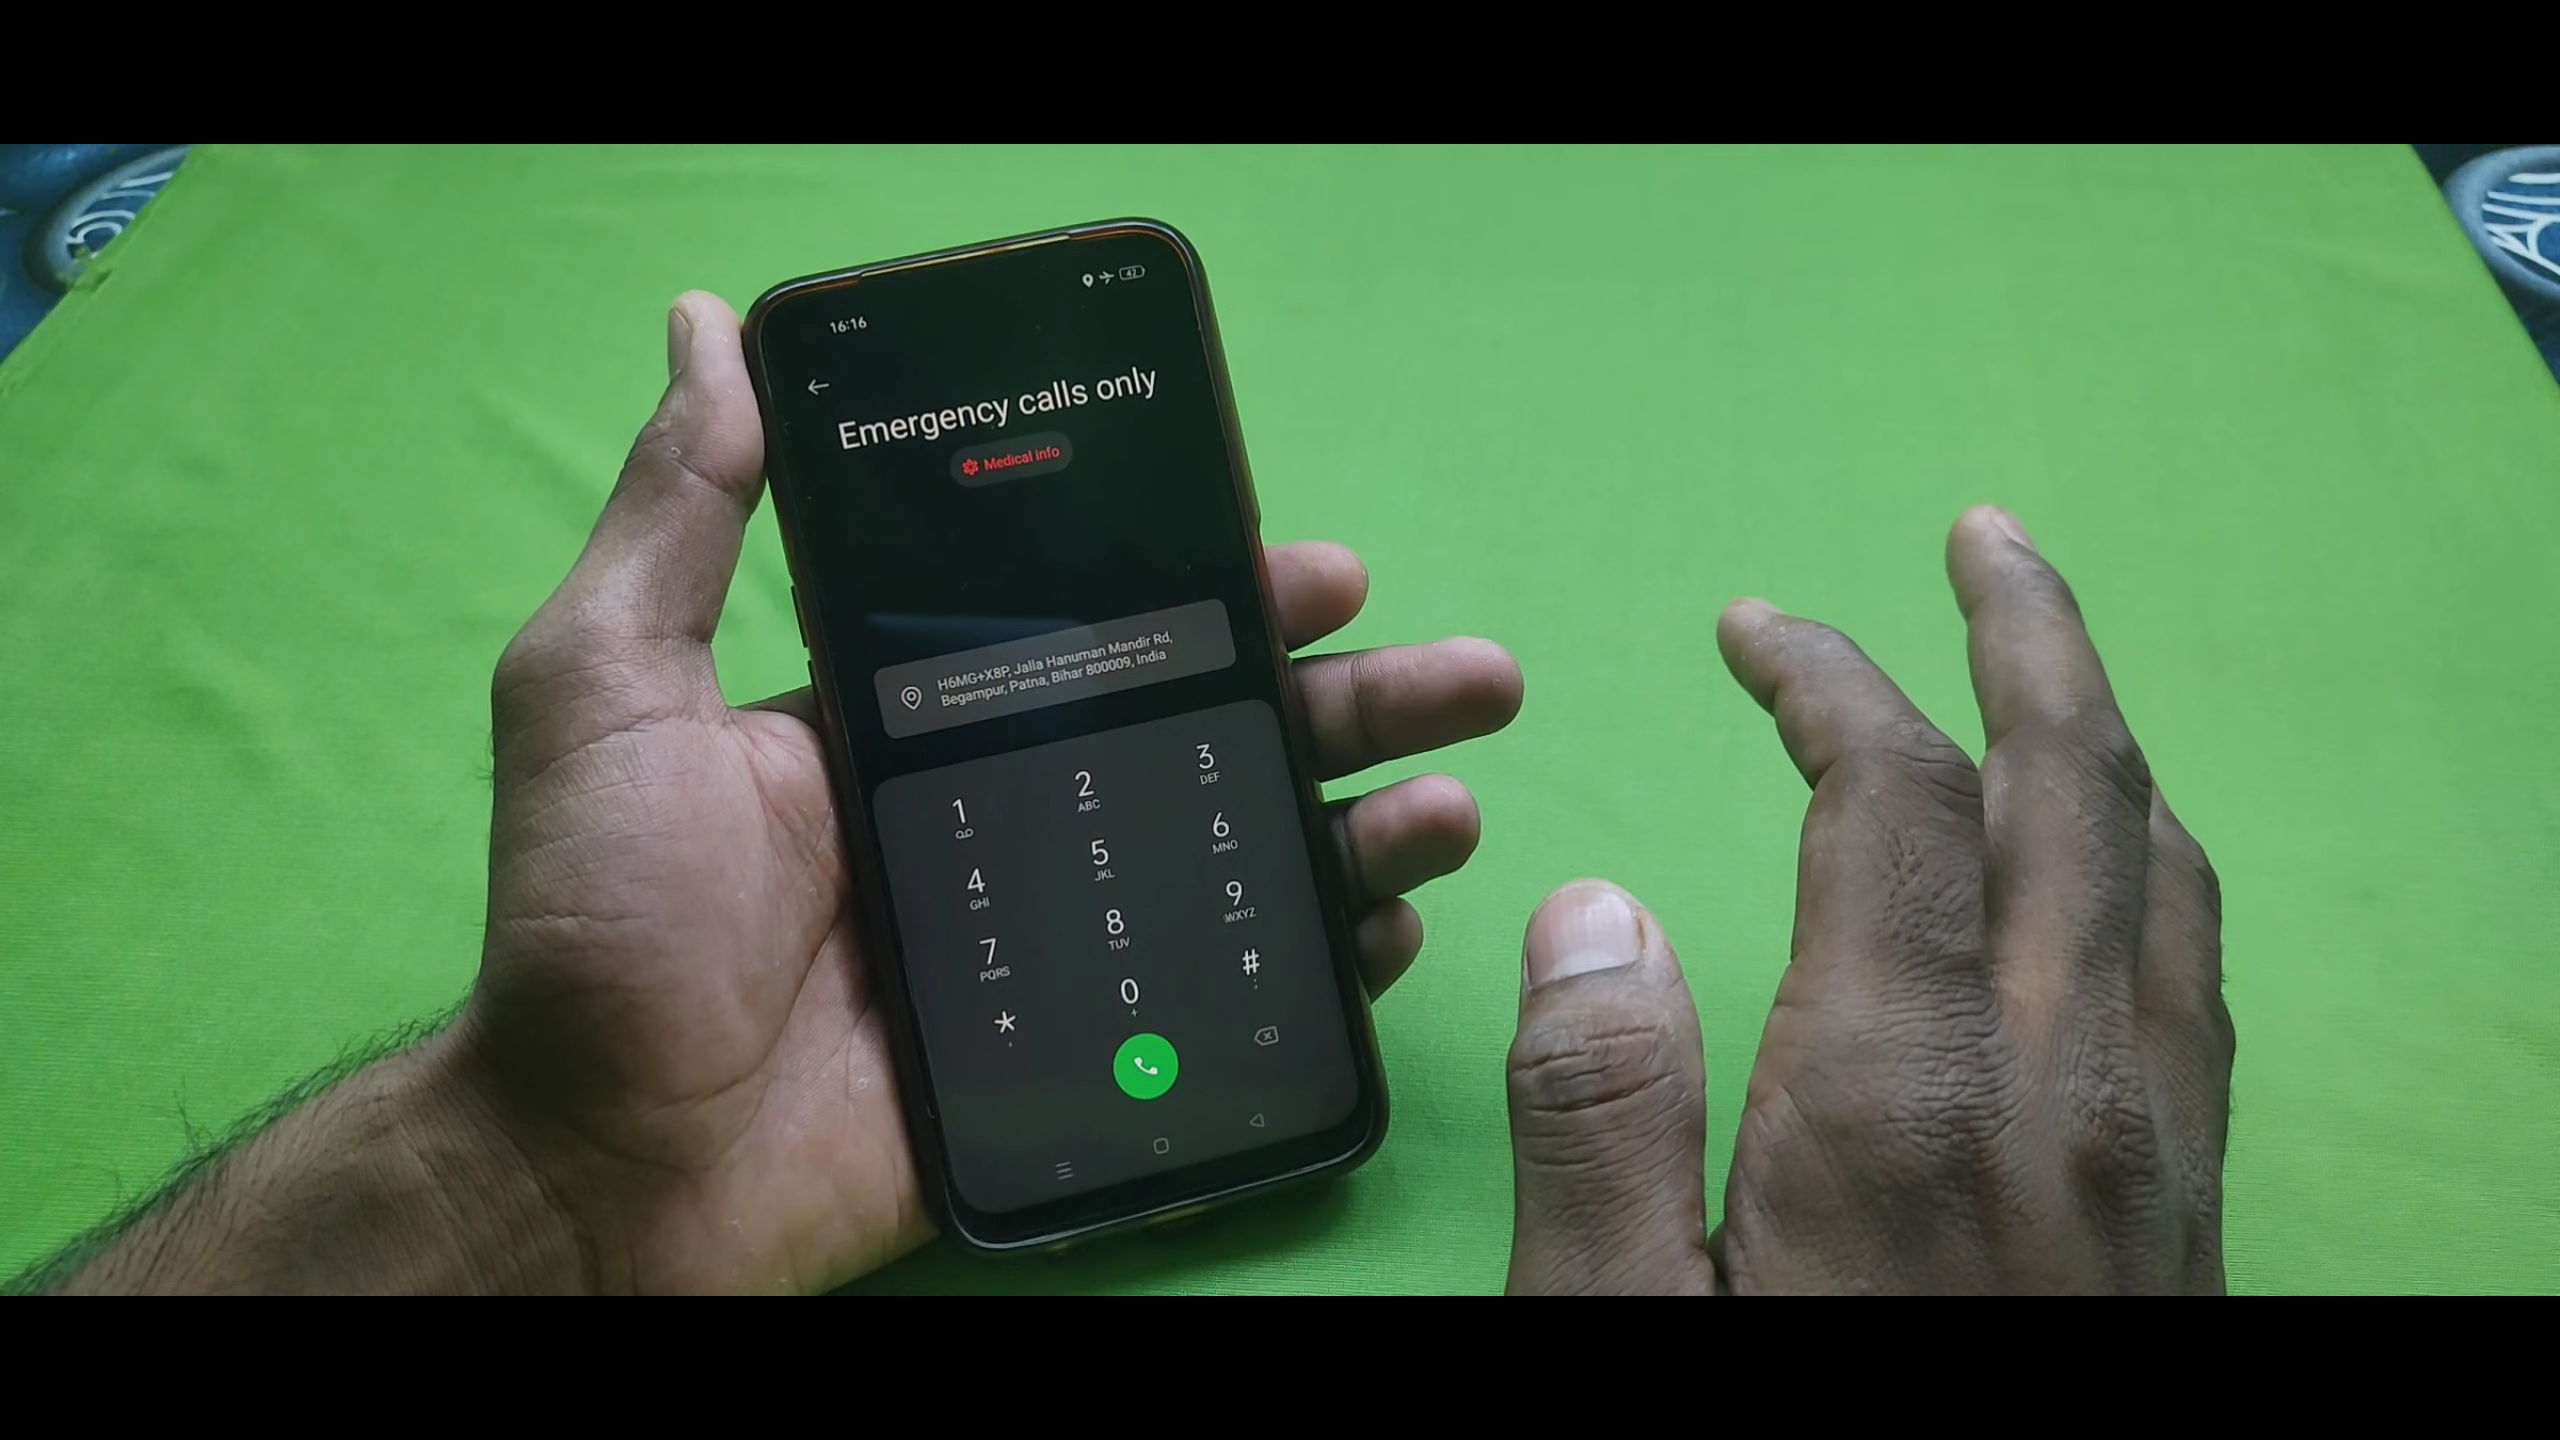 42
16:16
Emergency calls only
Medical info
H6MG+X8P, Jalla Hanuman Mandir Rd,
Begampur, Patna, Bihar 800009, India
1 2 ABC 3 DEF
4 GHI 5 JKL 6 MNO
7 PQRS 8 TUV 9 WXYZ
* , 0 + # ;